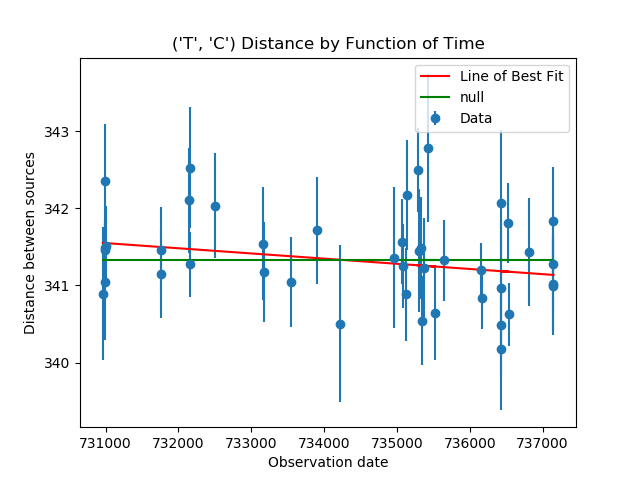 ('T', 'C') Distance by Function of Time
Line of Best Fit
null
Data
343
342
341
340
Distance between sources
731000 732000 733000 734000 735000 736000 737000
Observation date